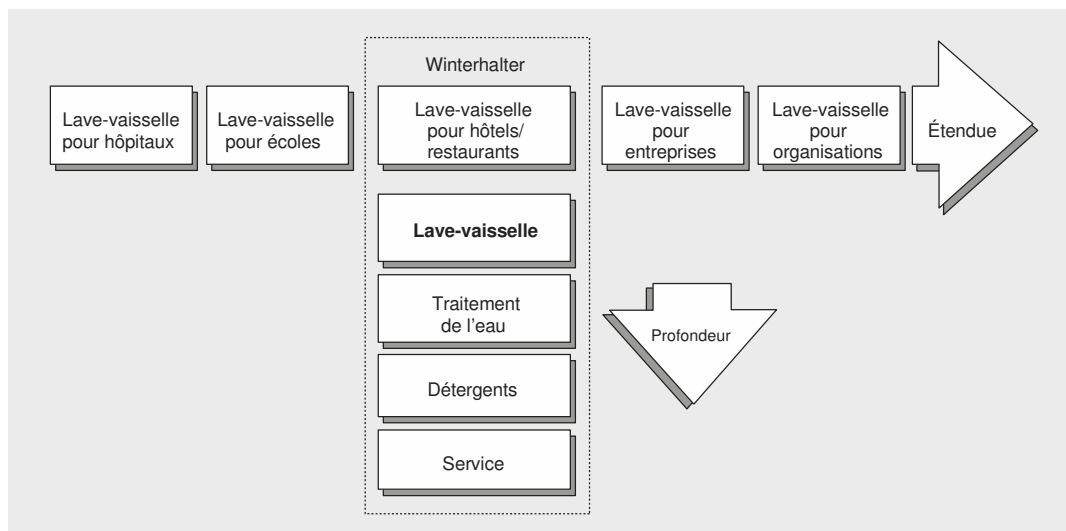 Winterhalter
Lave-vaisselle
pour hôpitaux
Lave-vaisselle
pour écoles
Lave-vaisselle
pour hôtels/
restaurants
Lave-vaisselle
pour
entreprises
Lave-vaisselle
pour
organisations
Étendue
Lave-vaisselle
Traitement
de l'eau
Profondeur
Détergents
Service